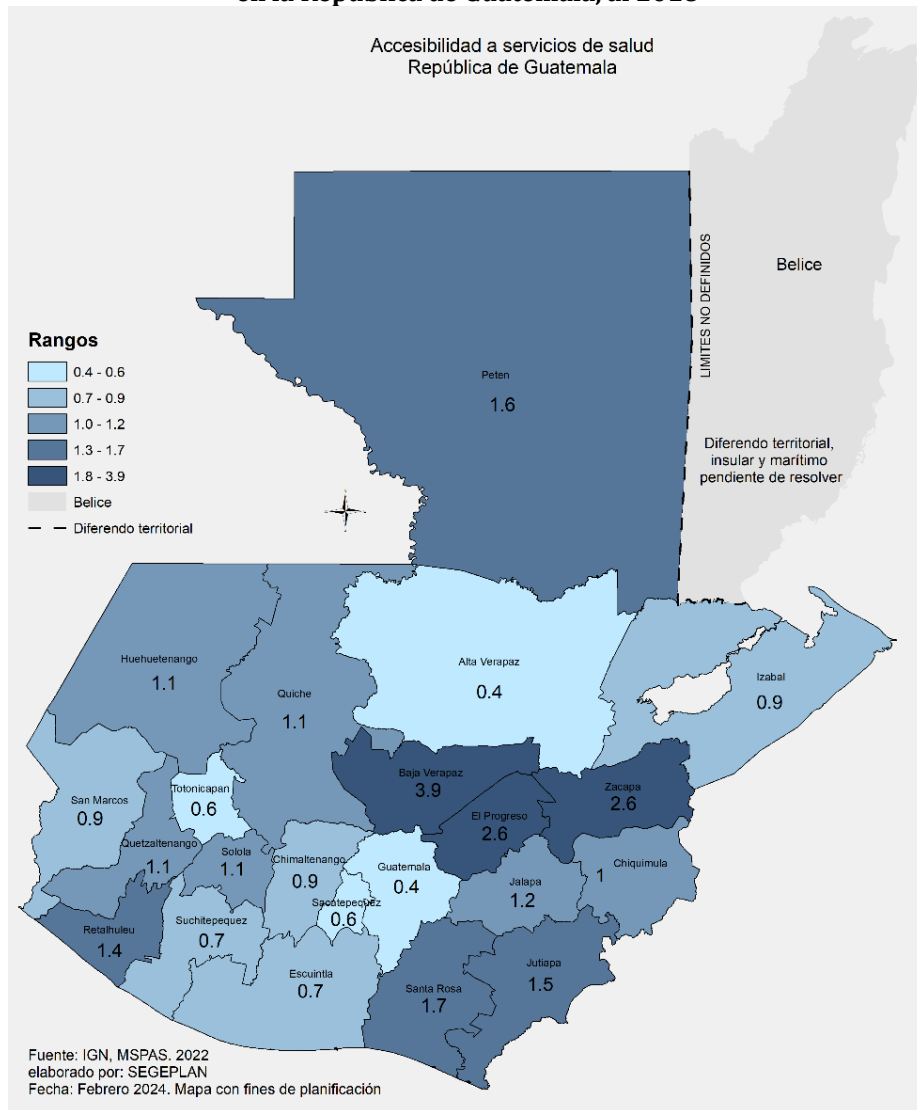 en la República de Guatemala, al 2018
Accesibilidad a servicios de salud
República de Guatemala
LIMITES NO DEFINIDOS
Belice
Rangos
0.4 - 0.6
0.7 - 0.9
1.0 - 1.2
1.3 - 1.7
1.8 - 3.9
Belice
Diferendo territorial
Peten
1.6
Diferendo territorial,
insular y marítimo
pendiente de resolver
Huehuetenango
1.1
Quiche
1.1
Alta Verapaz
0.4
Izabal
0.9
San Marcos
0.9
Totonicapan
0.6
Baja Verapaz
3.9
El Progreso
2.6
Zacapa
2.6
Quetzaltenango
1.1
Solola
1.1
Chimaltenango
0.9
Guatemala
0.4
Sacatepequez
0.6
Jalapa
1.2
Chiquimula
1
Retalhuleu
1.4
Suchitepequez
0.7
Escuintla
0.7
Santa Rosa
1.7
Jutiapa
1.5
Fuente: IGN, MSPAS. 2022
elaborado por: SEGEPLAN
Fecha: Febrero 2024. Mapa con fines de planificación